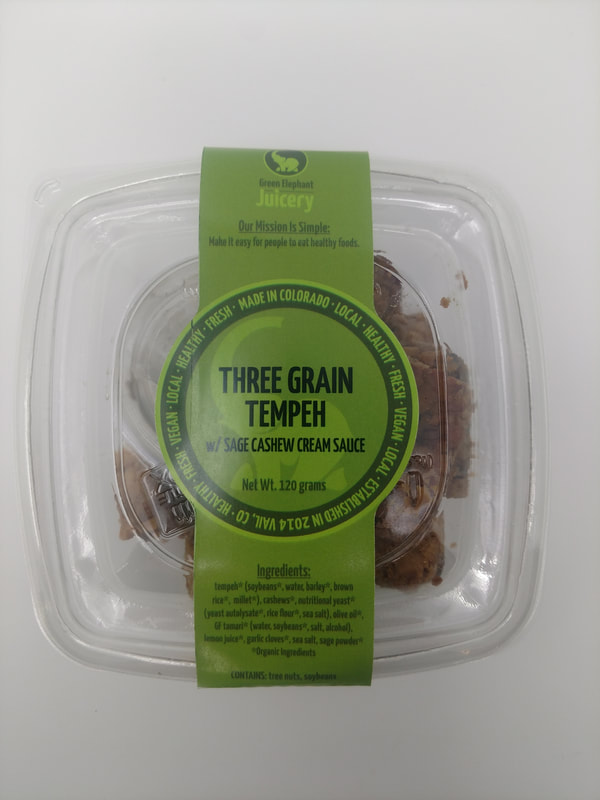 Green Elephant
Juicery
Our Mission Is Simple:
Make it easy for people to eat healthy foods.
MADE IN COLORADO · LOCAL · HEALTHY · FRESH · VEGAN · LOCAL · ESTABLISHED IN 2014 VAIL, CO · HEALTHY · FRESH · VEGAN · LOCAL · HEALTHY · FRESH ·
THREE GRAIN
TEMPEH
w/ SAGE CASHEW CREAM SAUCE
Net Wt. 120 grams
Ingredients:
tempeh* (soybeans*, water, barley*, brown
rice*, millet*), cashews*, nutritional yeast*
(yeast autolysate*, rice flour*, sea salt), olive oil*,
GF tamari* (water, soybeans*, salt, alcohol),
lemon juice*, garlic cloves*, sea salt, sage powder*
*Organic Ingredients
CONTAINS: tree nuts, soybeans